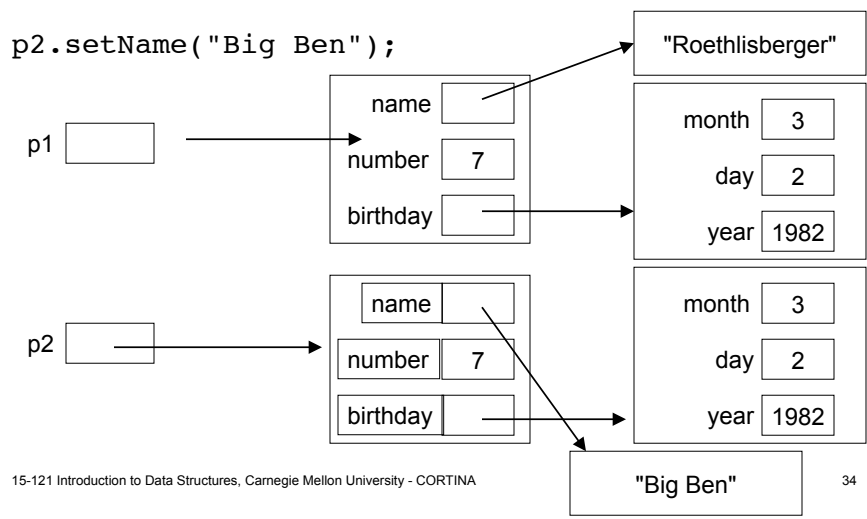 p2.setName("Big Ben");
"Roethlisberger"
p1
name
number 7
birthday
month 3
day 2
year 1982
p2
name
number 7
birthday
month 3
day 2
year 1982
"Big Ben"
15-121 Introduction to Data Structures, Carnegie Mellon University - CORTINA
34